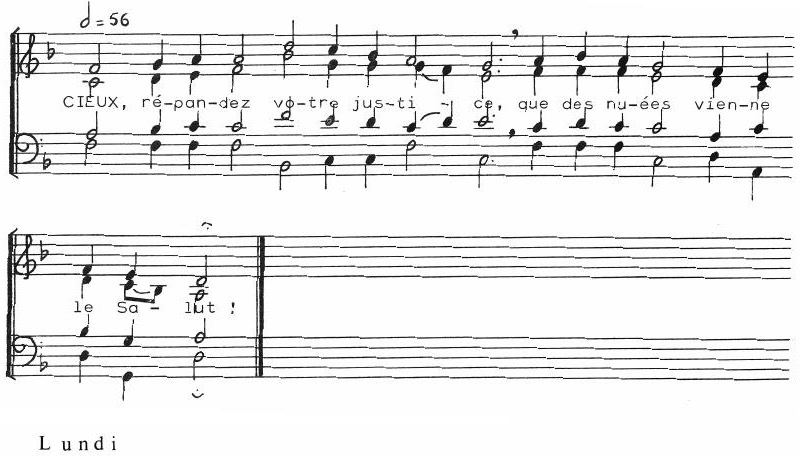 𝅗𝅥 = 56
CIEUX, ré-pan-dez vo-tre jus-ti - ce, que des nu-ées vien-ne
le Sa - lut !
Lundi